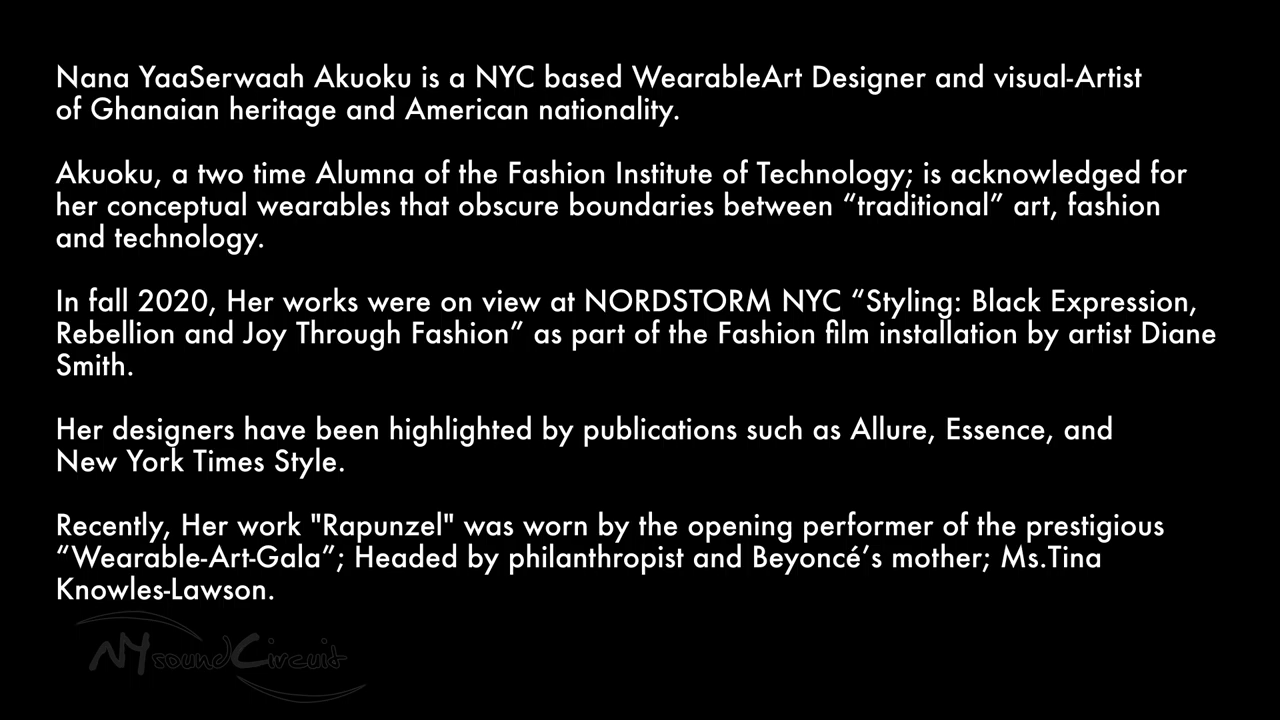 Nana YaaSerwaah Akuoku is a NYC based WearableArt Designer and visual-Artist
of Ghanaian heritage and American nationality.
Akuoku, a two time Alumna of the Fashion Institute of Technology; is acknowledged for
her conceptual wearables that obscure boundaries between “traditional” art, fashion
and technology.
In fall 2020, Her works were on view at NORDSTORM NYC “Styling: Black Expression,
Rebellion and Joy Through Fashion” as part of the Fashion film installation by artist Diane
Smith.
Her designers have been highlighted by publications such as Allure, Essence, and
New York Times Style.
Recently, Her work "Rapunzel" was worn by the opening performer of the prestigious
“Wearable-Art-Gala”; Headed by philanthropist and Beyoncé’s mother; Ms.Tina
Knowles-Lawson.
NYsoundCircuit